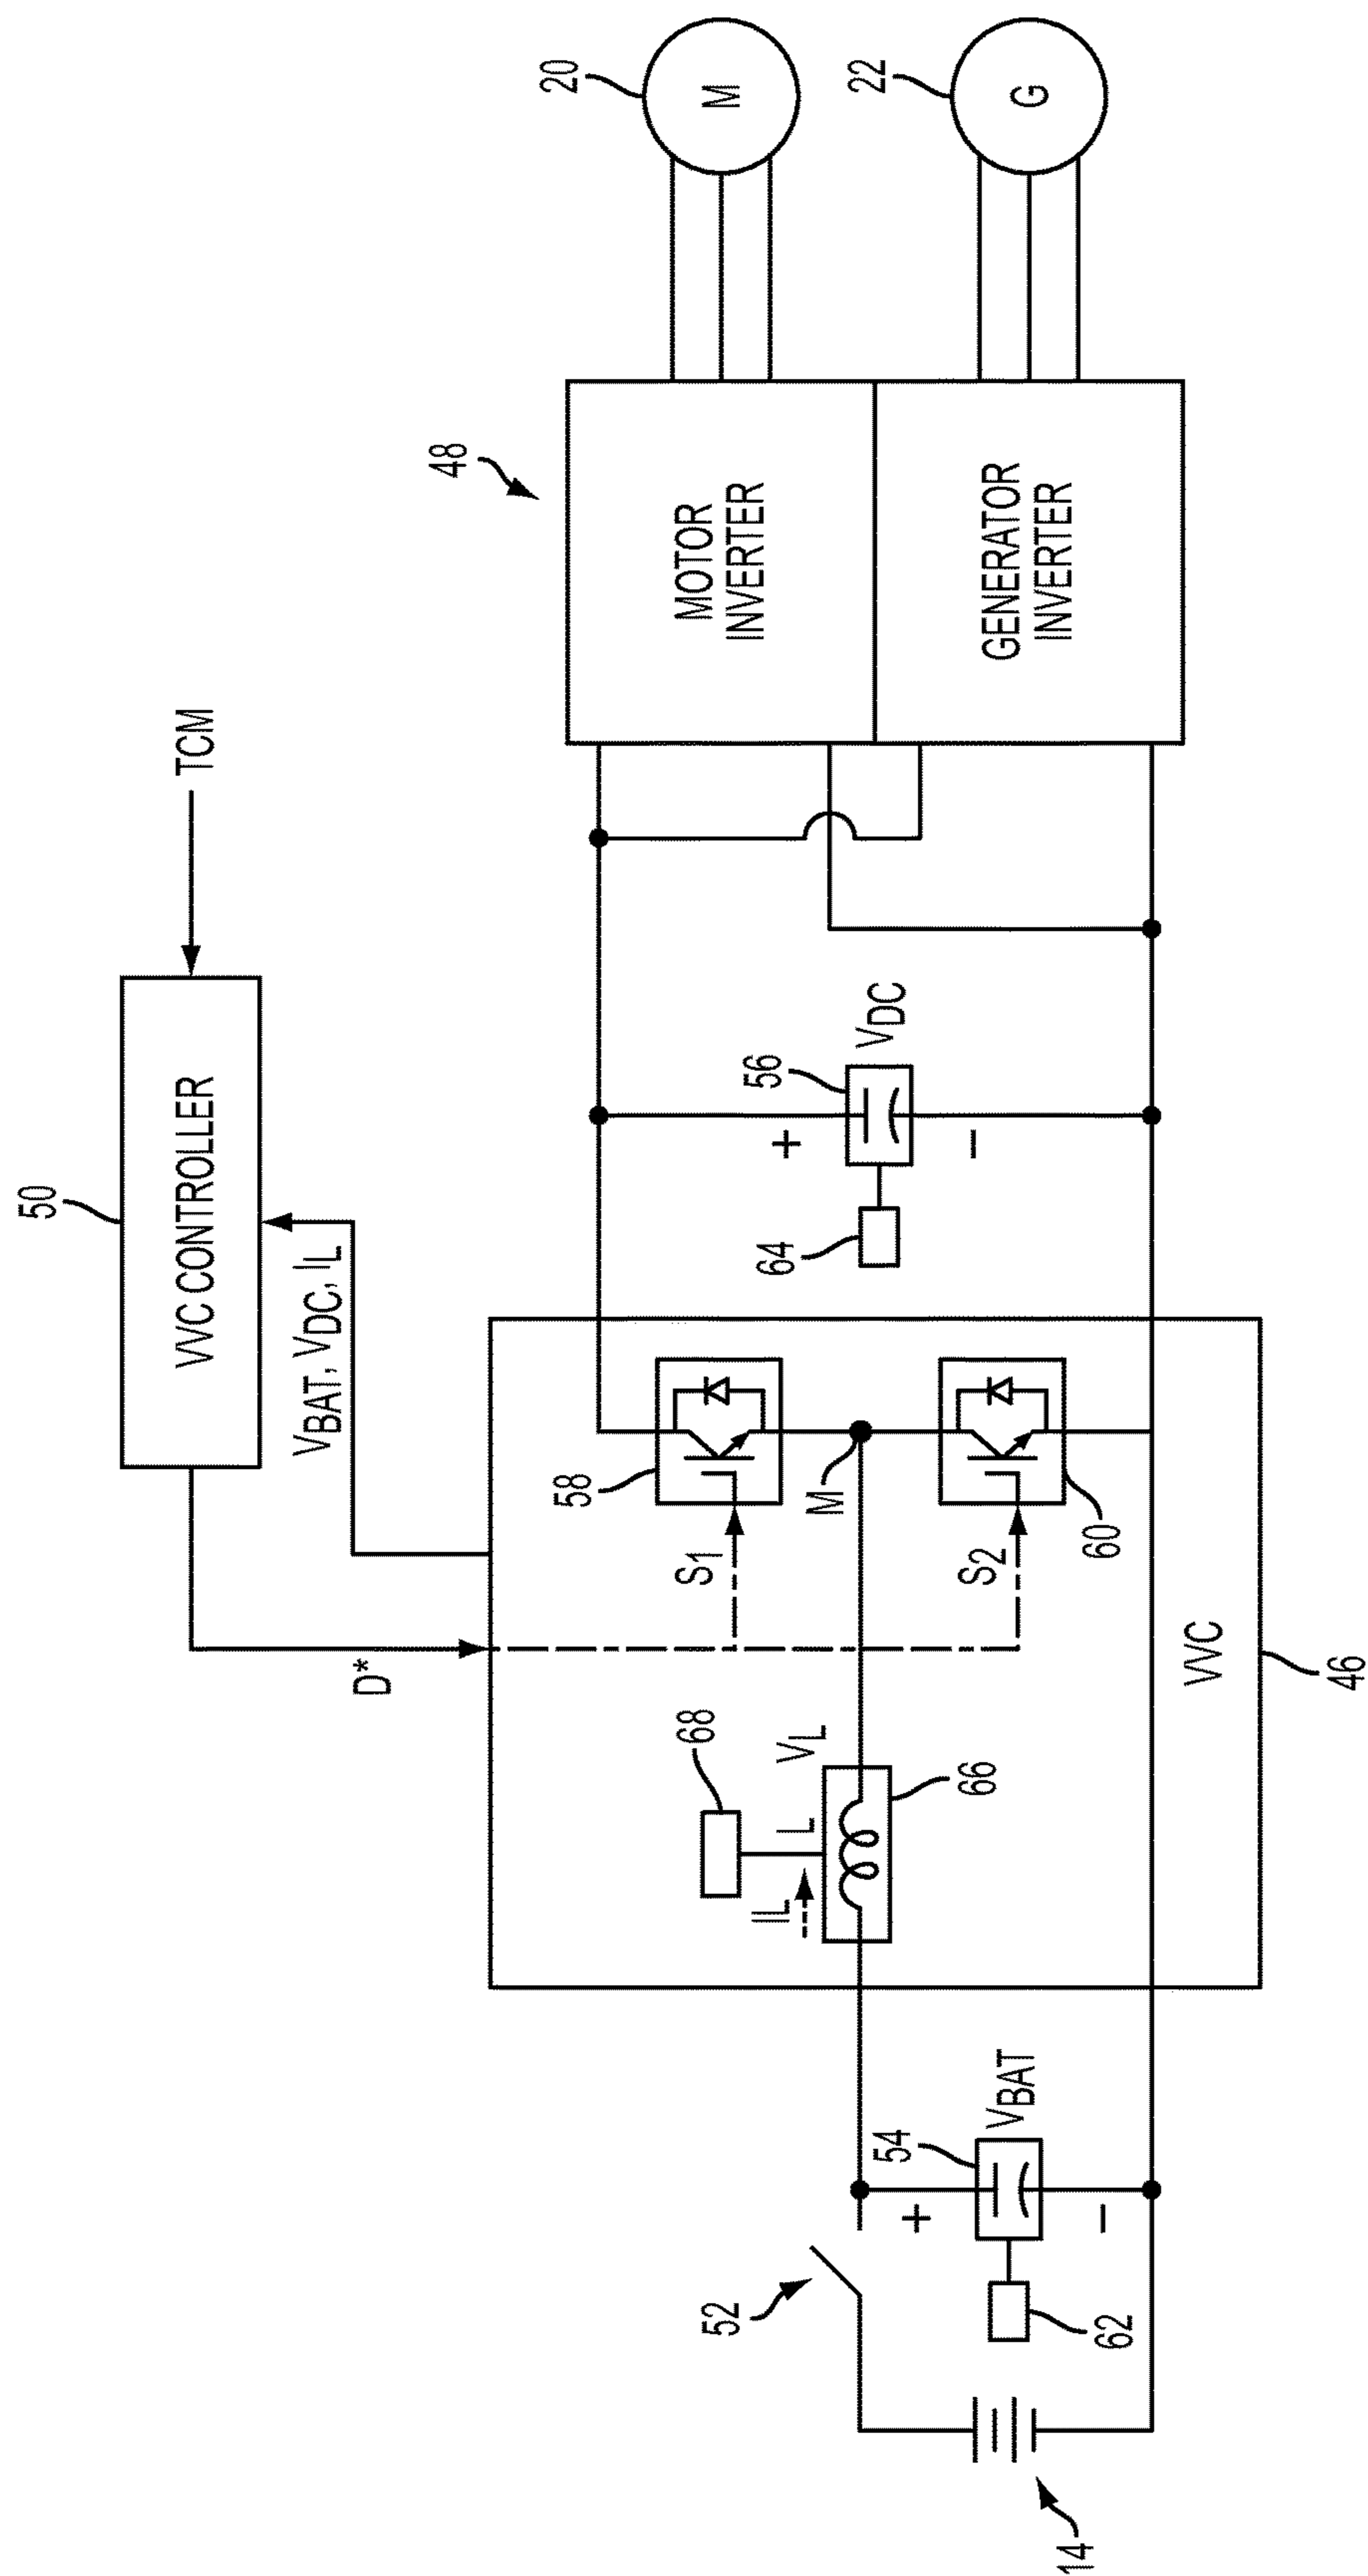 TCM
50
VVC CONTROLLER
VBAT, VDC, IL
D*
48
MOTOR
INVERTER
GENERATOR
INVERTER
20
M
22
G
52
14
54
VBAT
+
−
62
68
IL
L
VL
66
S1
58
M
S2
60
VVC
46
56
VDC
+
−
64